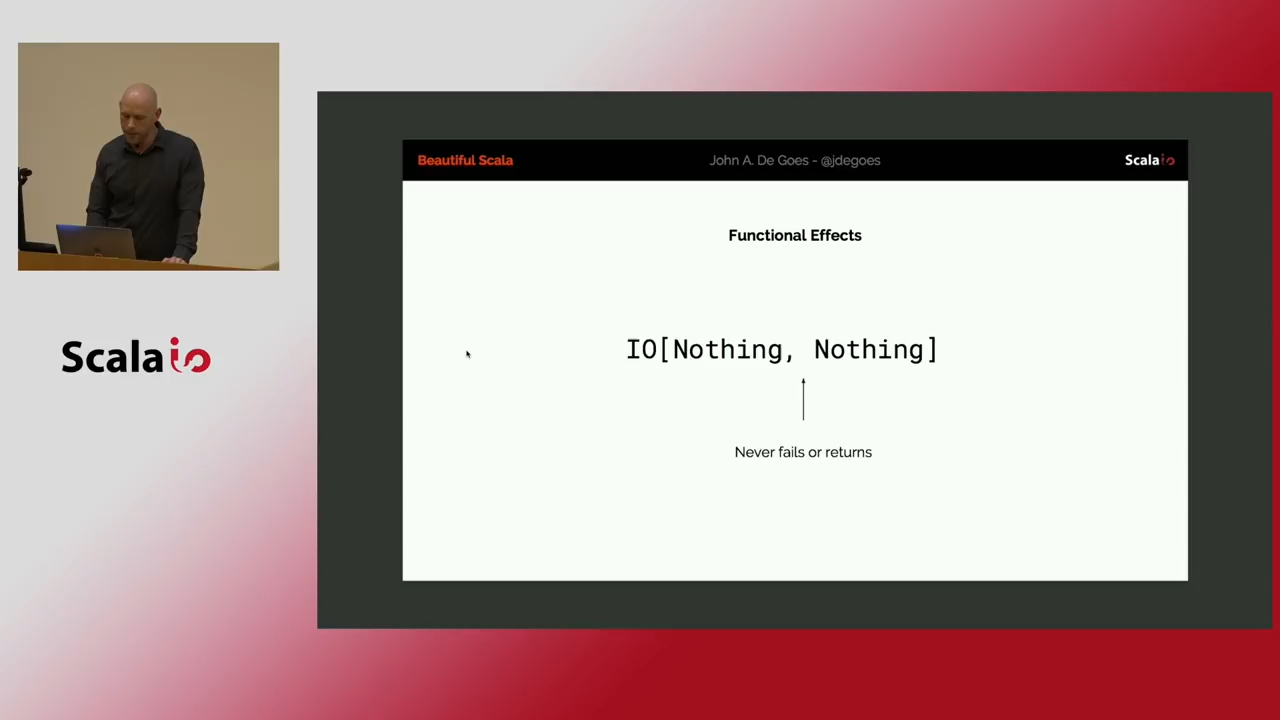 Scalaio
Beautiful Scala
John A. De Goes - @jdegoes
Scalaio
Functional Effects
IO[Nothing, Nothing]
Never fails or returns